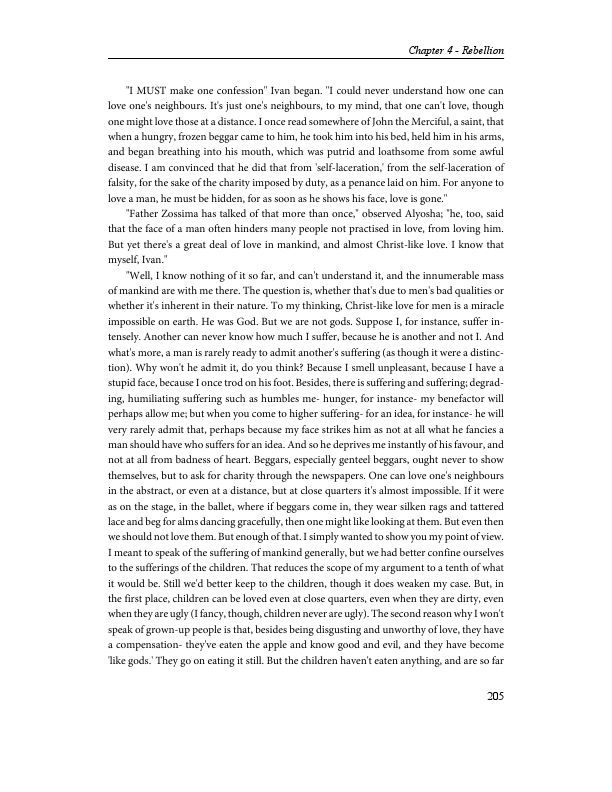 Chapter 4 - Rebellion
"I MUST make one confession" Ivan began. "I could never understand how one can
love one's neighbours. It's just one's neighbours, to my mind, that one can't love, though
one might love those at a distance. I once read somewhere of John the Merciful, a saint, that
when a hungry, frozen beggar came to him, he took him into his bed, held him in his arms,
and began breathing into his mouth, which was putrid and loathsome from some awful
disease. I am convinced that he did that from 'self-laceration,' from the self-laceration of
falsity, for the sake of the charity imposed by duty, as a penance laid on him. For anyone to
love a man, he must be hidden, for as soon as he shows his face, love is gone."
"Father Zossima has talked of that more than once," observed Alyosha; "he, too, said
that the face of a man often hinders many people not practised in love, from loving him.
But yet there's a great deal of love in mankind, and almost Christ-like love. I know that
myself, Ivan."
"Well, I know nothing of it so far, and can't understand it, and the innumerable mass
of mankind are with me there. The question is, whether that's due to men's bad qualities or
whether it's inherent in their nature. To my thinking, Christ-like love for men is a miracle
impossible on earth. He was God. But we are not gods. Suppose I, for instance, suffer in-
tensely. Another can never know how much I suffer, because he is another and not I. And
what's more, a man is rarely ready to admit another's suffering (as though it were a distinc-
tion). Why won't he admit it, do you think? Because I smell unpleasant, because I have a
stupid face, because I once trod on his foot. Besides, there is suffering and suffering; degrad-
ing, humiliating suffering such as humbles me- hunger, for instance- my benefactor will
perhaps allow me; but when you come to higher suffering- for an idea, for instance- he will
very rarely admit that, perhaps because my face strikes him as not at all what he fancies a
man should have who suffers for an idea. And so he deprives me instantly of his favour, and
not at all from badness of heart. Beggars, especially genteel beggars, ought never to show
themselves, but to ask for charity through the newspapers. One can love one's neighbours
in the abstract, or even at a distance, but at close quarters it's almost impossible. If it were
as on the stage, in the ballet, where if beggars come in, they wear silken rags and tattered
lace and beg for alms dancing gracefully, then one might like looking at them. But even then
we should not love them. But enough of that. I simply wanted to show you my point of view.
I meant to speak of the suffering of mankind generally, but we had better confine ourselves
to the sufferings of the children. That reduces the scope of my argument to a tenth of what
it would be. Still we'd better keep to the children, though it does weaken my case. But, in
the first place, children can be loved even at close quarters, even when they are dirty, even
when they are ugly (I fancy, though, children never are ugly). The second reason why I won't
speak of grown-up people is that, besides being disgusting and unworthy of love, they have
a compensation- they've eaten the apple and know good and evil, and they have become
'like gods.' They go on eating it still. But the children haven't eaten anything, and are so far
205